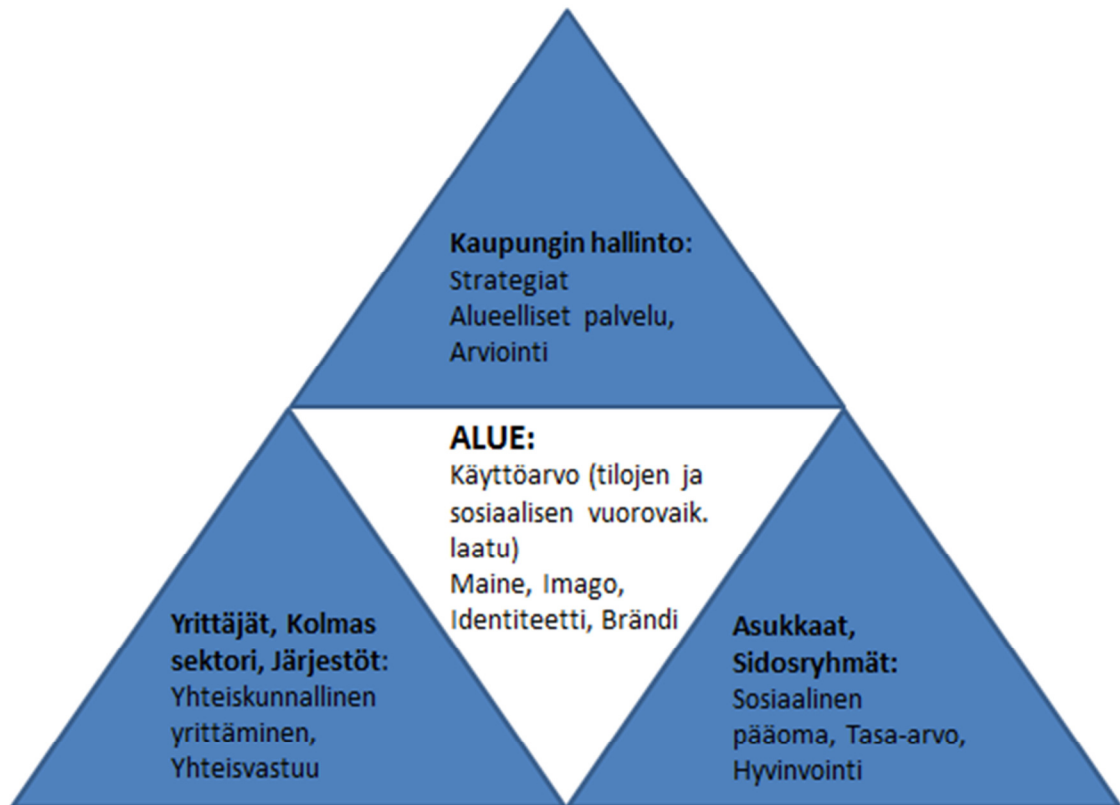 Kaupungin hallinto:
Strategiat
Alueelliset palvelu,
Arviointi
ALUE:
Käyttöarvo (tilojen ja
sosiaalisen vuorovaik.
laatu)
Maine, Imago,
Identiteetti, Brändi
Yrittäjät, Kolmas
sektori, Järjestöt:
Yhteiskunnallinen
yrittäminen,
Yhteisvastuu
Asukkaat,
Sidosryhmät:
Sosiaalinen
pääoma, Tasa-arvo,
Hyvinvointi